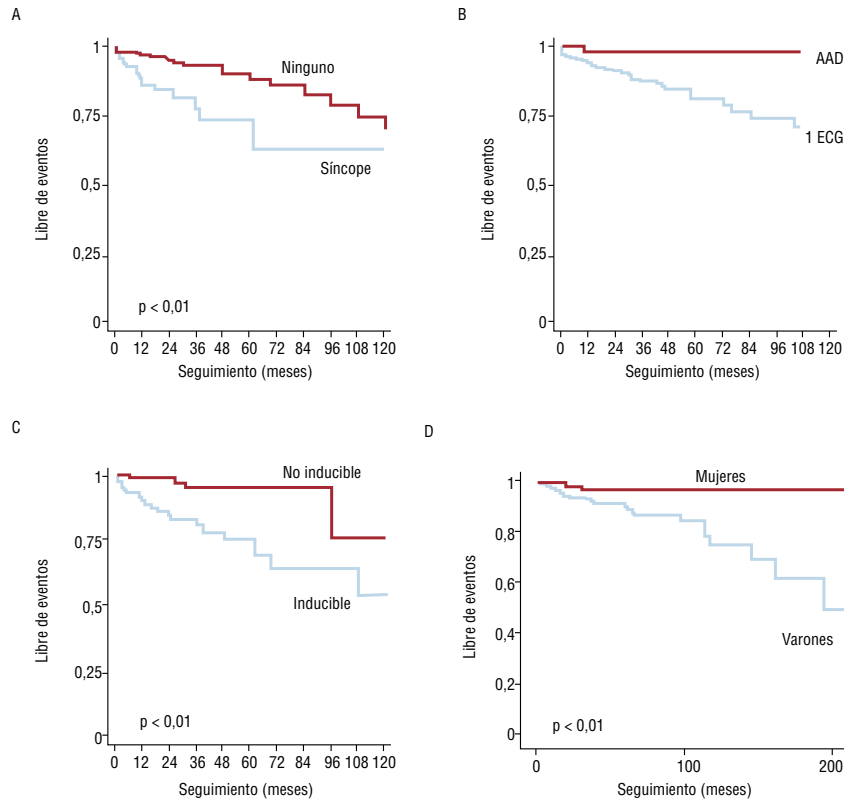 A
Libre de eventos
1
0,75
0,5
0,25
0
Ninguno
Síncope
p < 0,01
0 12 24 36 48 60 72 84 96 108 120
Seguimiento (meses)
B
Libre de eventos
1
0,75
0,5
0,25
0
AAD
1 ECG
0 12 24 36 48 60 72 84 96 108 120
Seguimiento (meses)
C
Libre de eventos
1
0,75
0,5
0,25
0
No inducible
Inducible
p < 0,01
0 12 24 36 48 60 72 84 96 108 120
Seguimiento (meses)
D
Libre de eventos
1
0,8
0,6
0,4
0,2
0
Mujeres
Varones
p < 0,01
0 100 200
Seguimiento (meses)